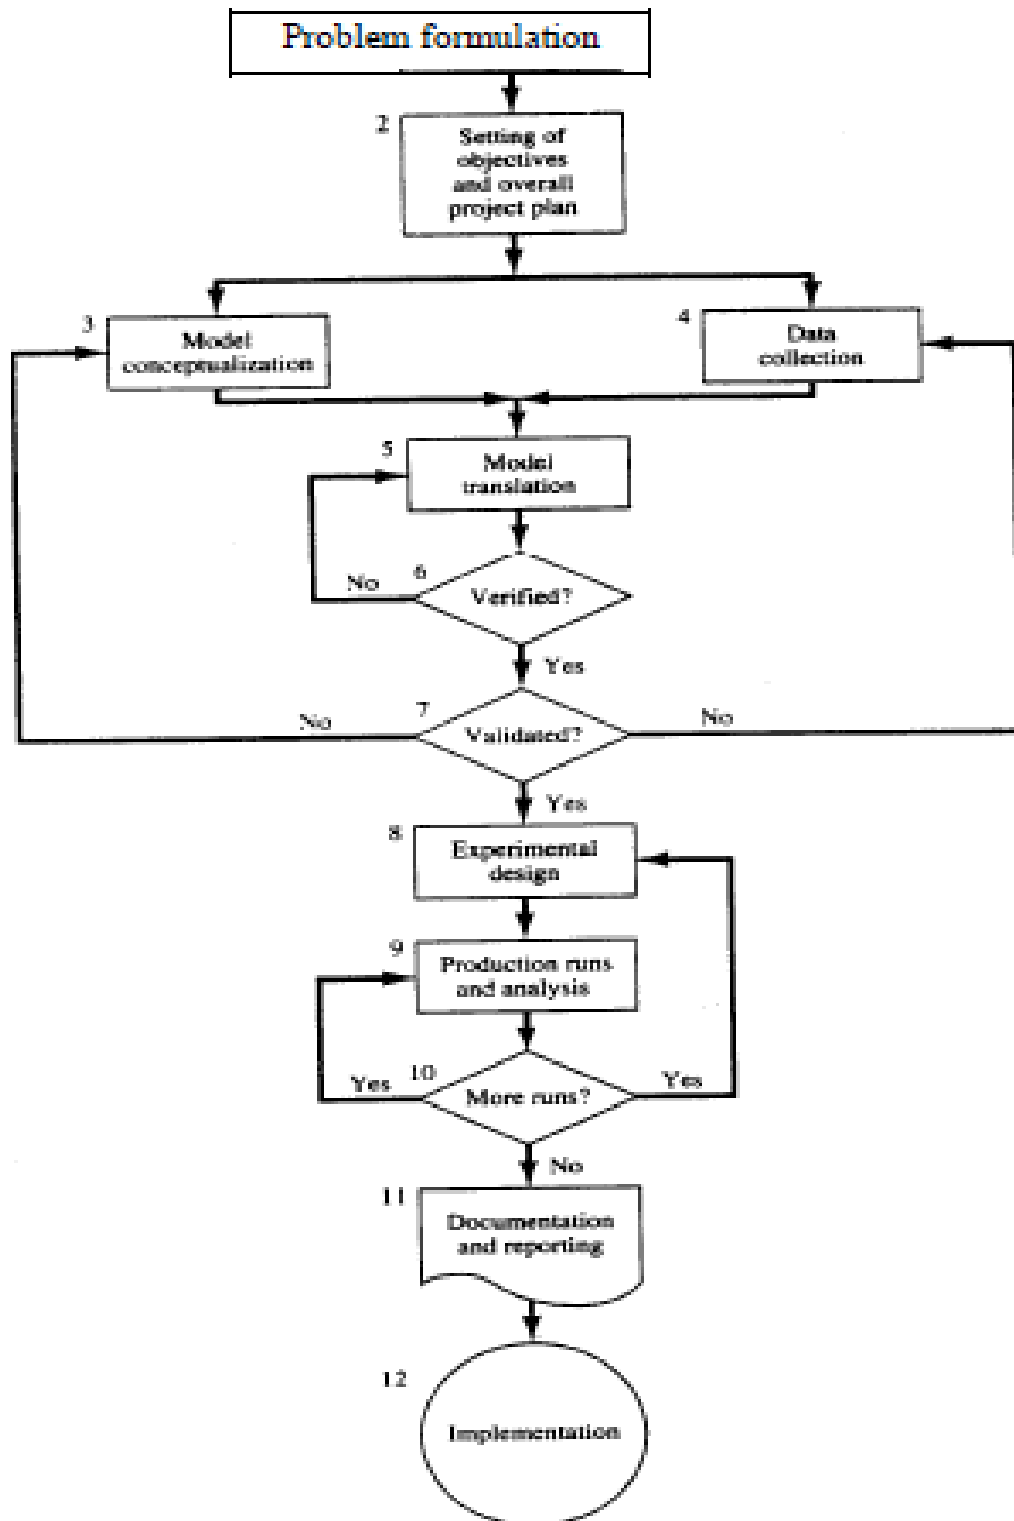 Problem formulation
2
Setting of
objectives
and overall
project plan
3
Model
conceptualization
4
Data
collection
5
Model
translation
6
No
Verified?
Yes
7
No
Validated?
No
Yes
8
Experimental
design
9
Production runs
and analysis
10
Yes
More runs?
Yes
No
11
Documentation
and reporting
12
Implementation